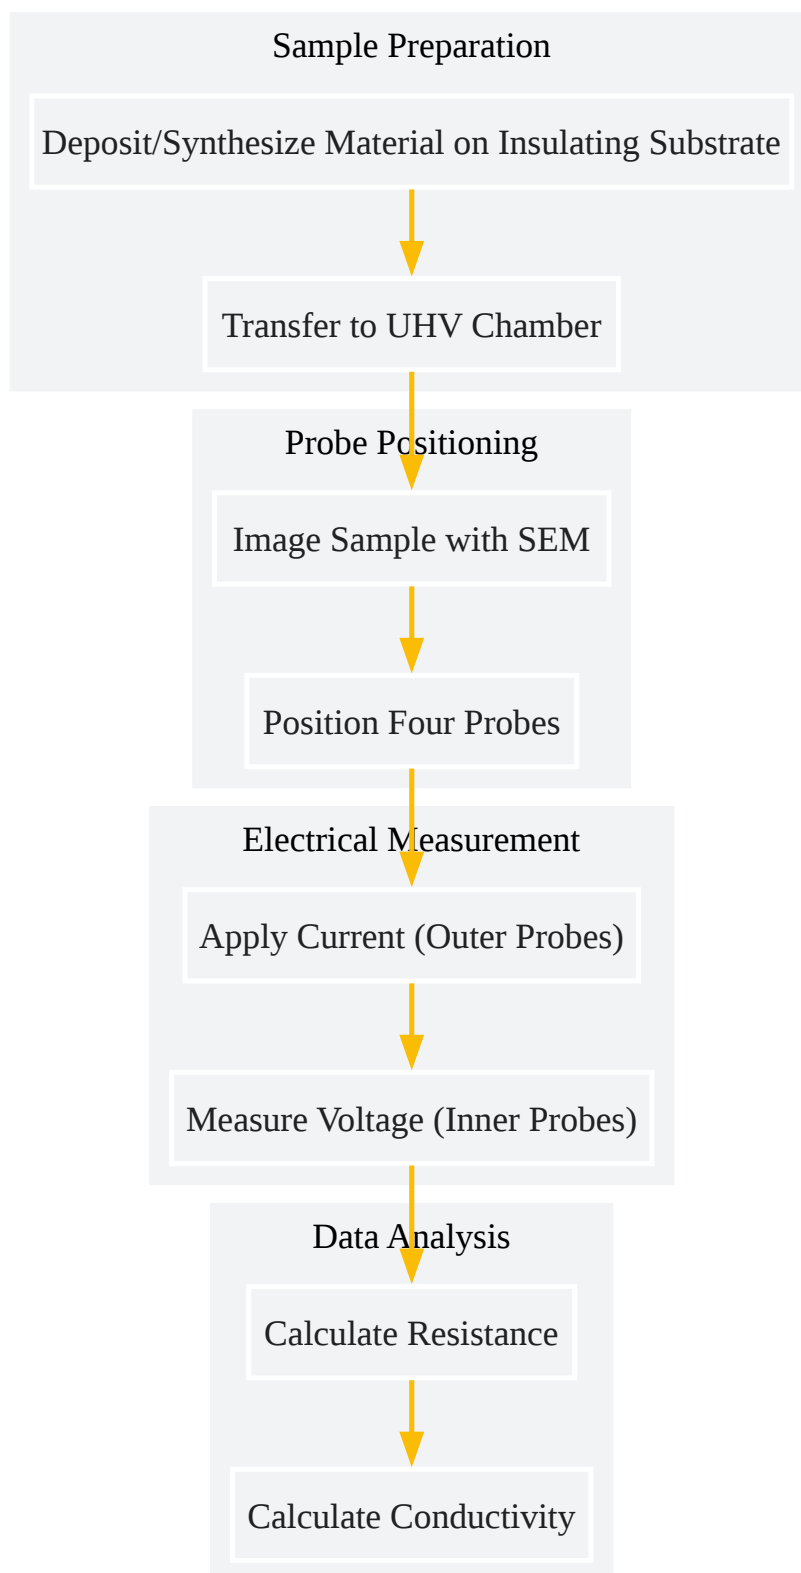 Sample Preparation
Deposit/Synthesize Material on Insulating Substrate
Transfer to UHV Chamber
Probe Positioning
Image Sample with SEM
Position Four Probes
Electrical Measurement
Apply Current (Outer Probes)
Measure Voltage (Inner Probes)
Data Analysis
Calculate Resistance
Calculate Conductivity